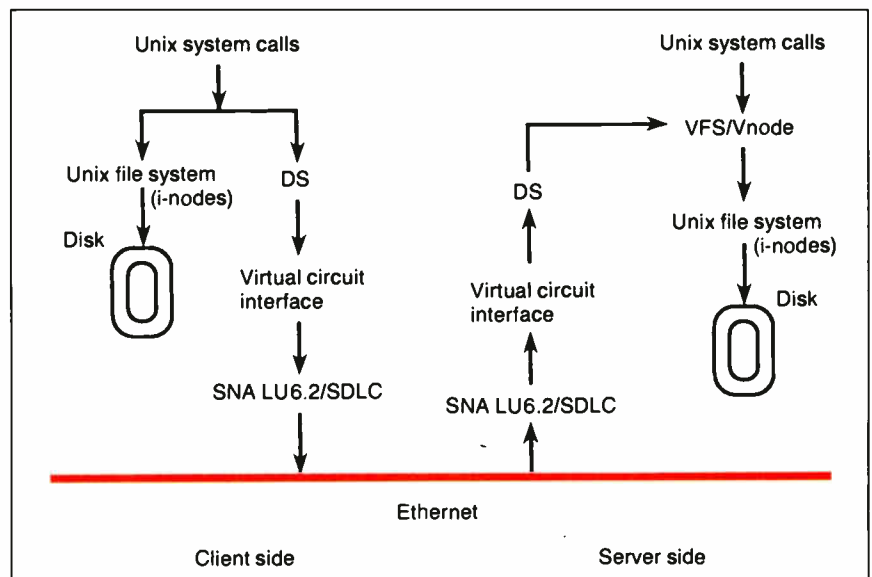 Unix system calls
Unix file system
(i-nodes)
Disk
DS
Virtual circuit
interface
SNA LU6.2/SDLC
Unix system calls
VFS/Vnode
DS
Unix file system
(i-nodes)
Disk
Virtual circuit
interface
SNA LU6.2/SDLC
Ethernet
Client side
Server side